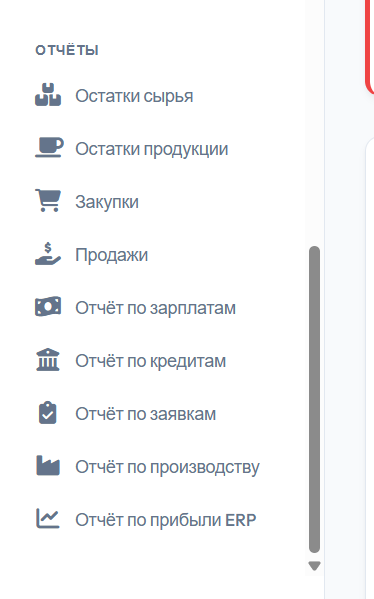 ОТЧЁТЫ
Остатки сырья
Остатки продукции
Закупки
Продажи
Отчёт по зарплатам
Отчёт по кредитам
Отчёт по заявкам
Отчёт по производству
Отчёт по прибыли ERP